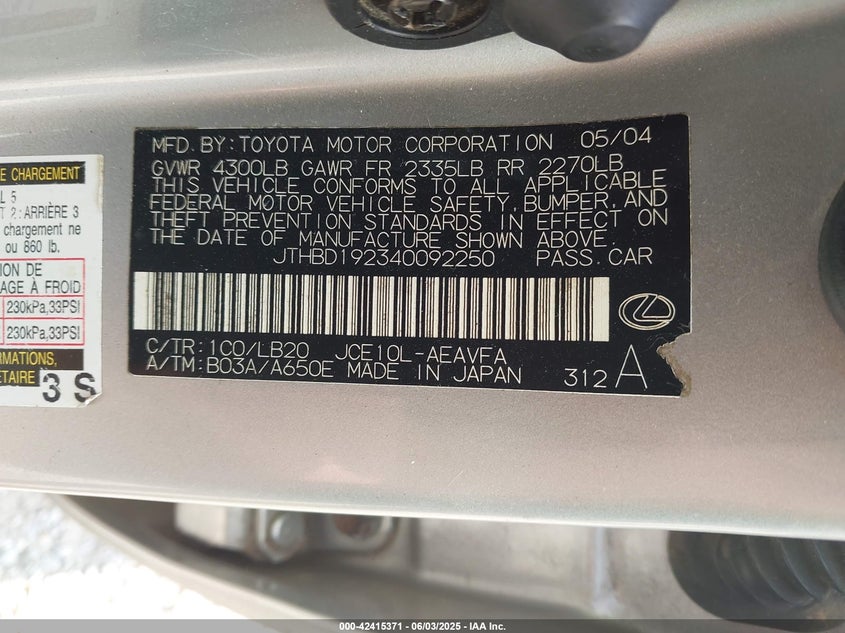 MFD. BY: TOYOTA MOTOR CORPORATION 05/04
GVWR 4300LB GAWR FR 2335LB RR 2270LB
THIS VEHICLE CONFORMS TO ALL APPLICABLE
FEDERAL MOTOR VEHICLE SAFETY, BUMPER, AND
THEFT PREVENTION STANDARDS IN EFFECT ON
THE DATE OF MANUFACTURE SHOWN ABOVE.
JTHBD192340092250 PASS. CAR
C/TR: 1C0/LB20 JCE10L-AEAVFA
A/TM: B03A/A650E MADE IN JAPAN 312 A
E CHARGEMENT
L 5
T 2: ARRIÈRE 3
chargement ne
ou 860 lb.
ION DE
LAGE À FROID
230kPa,33PSI
230kPa,33PSI
ORMATIONS
ÉTAIRE
3 S
000-42415371 06/03/2025 - IAA Inc.